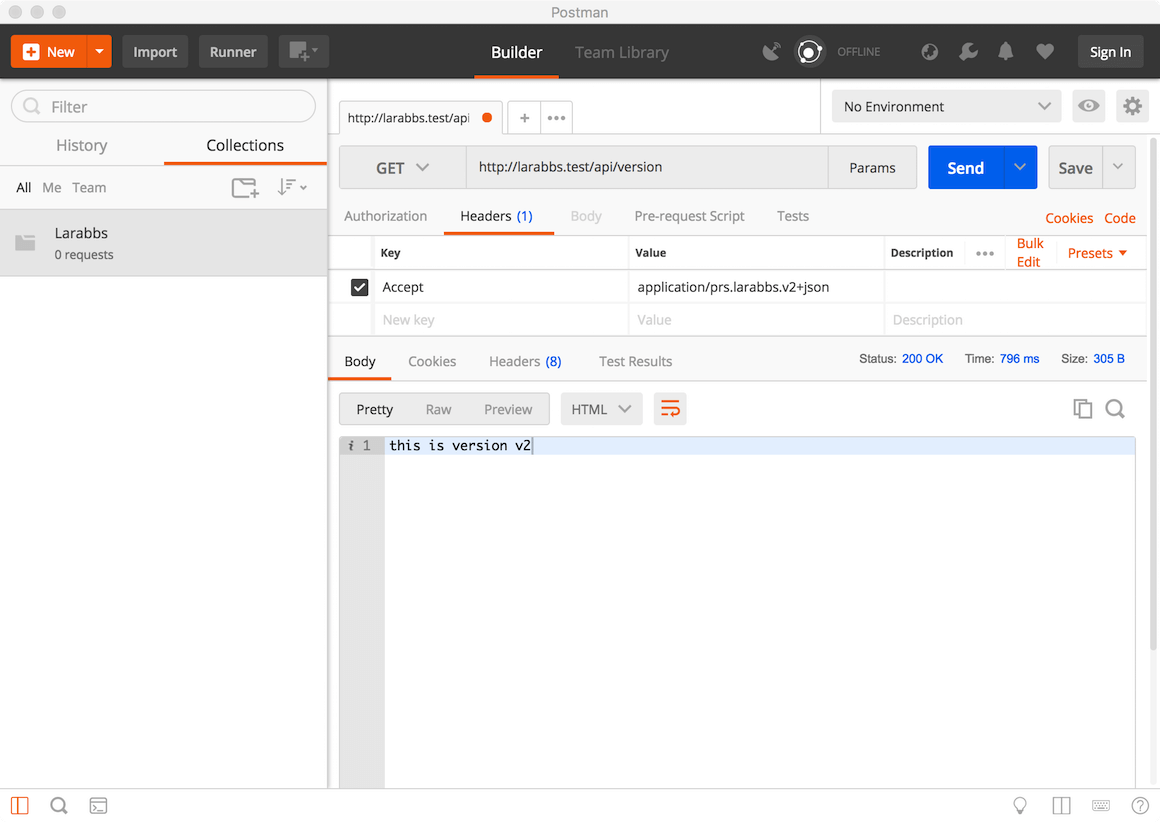 Postman
New Import Runner Builder Team Library OFFLINE Sign In
Filter
History Collections
All Me Team
Larabbs
0 requests
http://larabbs.test/api + ••• No Environment
GET http://larabbs.test/api/version Params Send Save
Authorization Headers (1) Body Pre-request Script Tests Cookies Code
Key Value Description ••• Bulk Edit Presets
Accept application/prs.larabbs.v2+json
New key Value Description
Body Cookies Headers (8) Test Results Status: 200 OK Time: 796 ms Size: 305 B
Pretty Raw Preview HTML
i 1 this is version v2